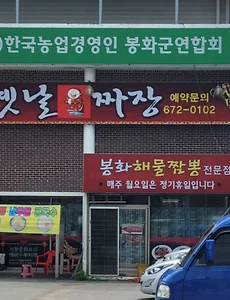 )한국농업경영인 봉화군연합회
옛날 짜장
예약문의
672-0102
봉화해물짬뽕전문점
매주 월요일은 정기휴일입니다